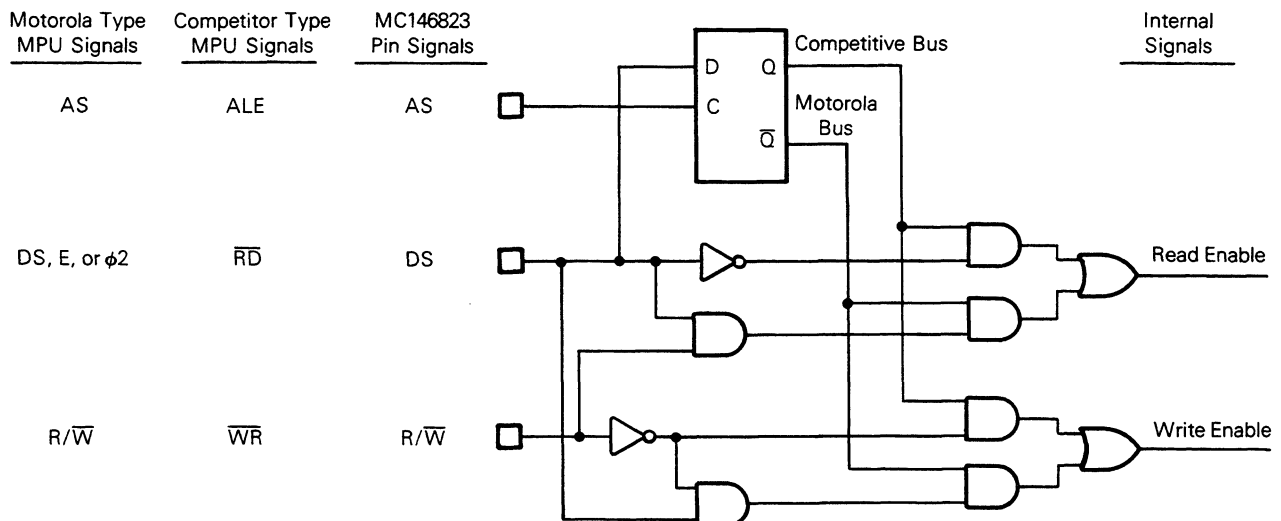 Motorola Type
MPU Signals
Competitor Type
MPU Signals
MC146823
Pin Signals
Internal
Signals
Competitive Bus
D
Q
AS
ALE
AS
C
Motorola
Bus
Q̅
DS, E, or ϕ2
R̅D̅
DS
Read Enable
R/W̅
W̅R̅
R/W̅
Write Enable